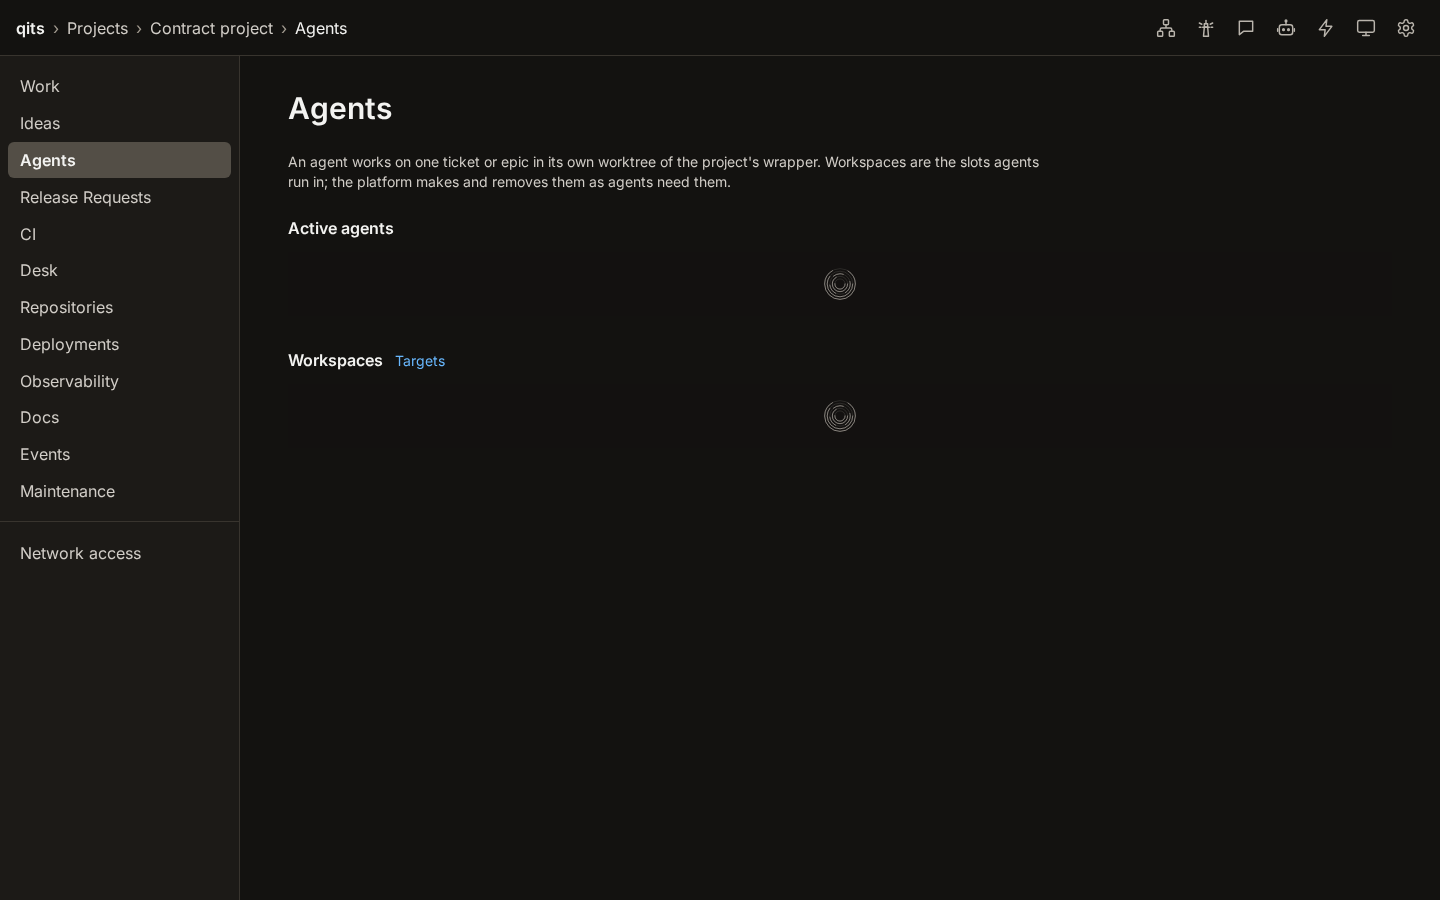 qits › Projects › Contract project › Agents
Work
Ideas
Agents
Release Requests
CI
Desk
Repositories
Deployments
Observability
Docs
Events
Maintenance
Network access
Agents
An agent works on one ticket or epic in its own worktree of the project's wrapper. Workspaces are the slots agents
run in; the platform makes and removes them as agents need them.
Active agents
Workspaces Targets